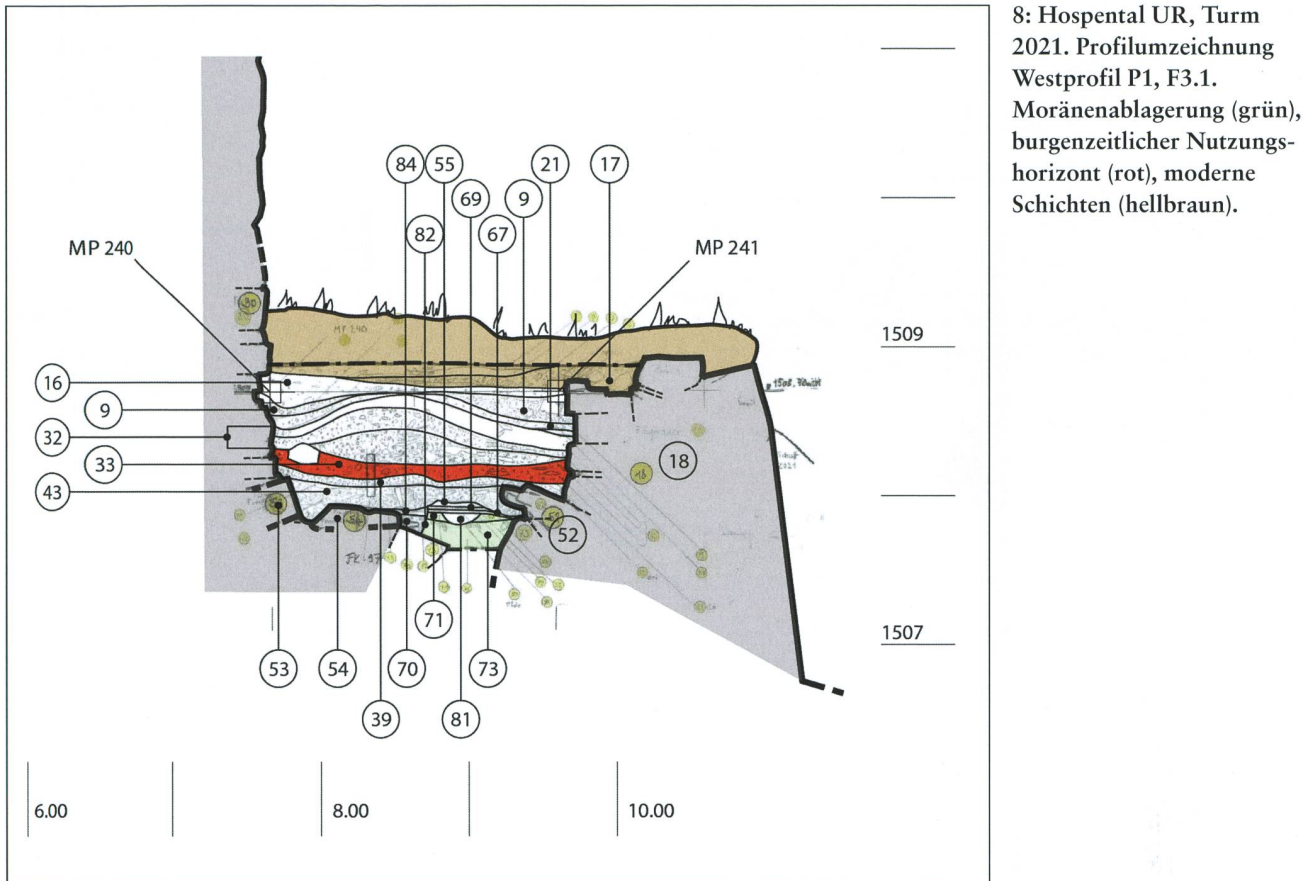 8: Hospental UR, Turm
2021. Profilumzeichnung
Westprofil P1, F3.1.
Moränenablagerung (grün),
burgenzeitlicher Nutzungs-
horizont (rot), moderne
Schichten (hellbraun).
84 55 21 17
69 9
82 67
MP 240
MP 241
MP 240
1509
16
9
32
33
43
18
52
71
1507
53 54 70 73
39 81
6.00 8.00 10.00